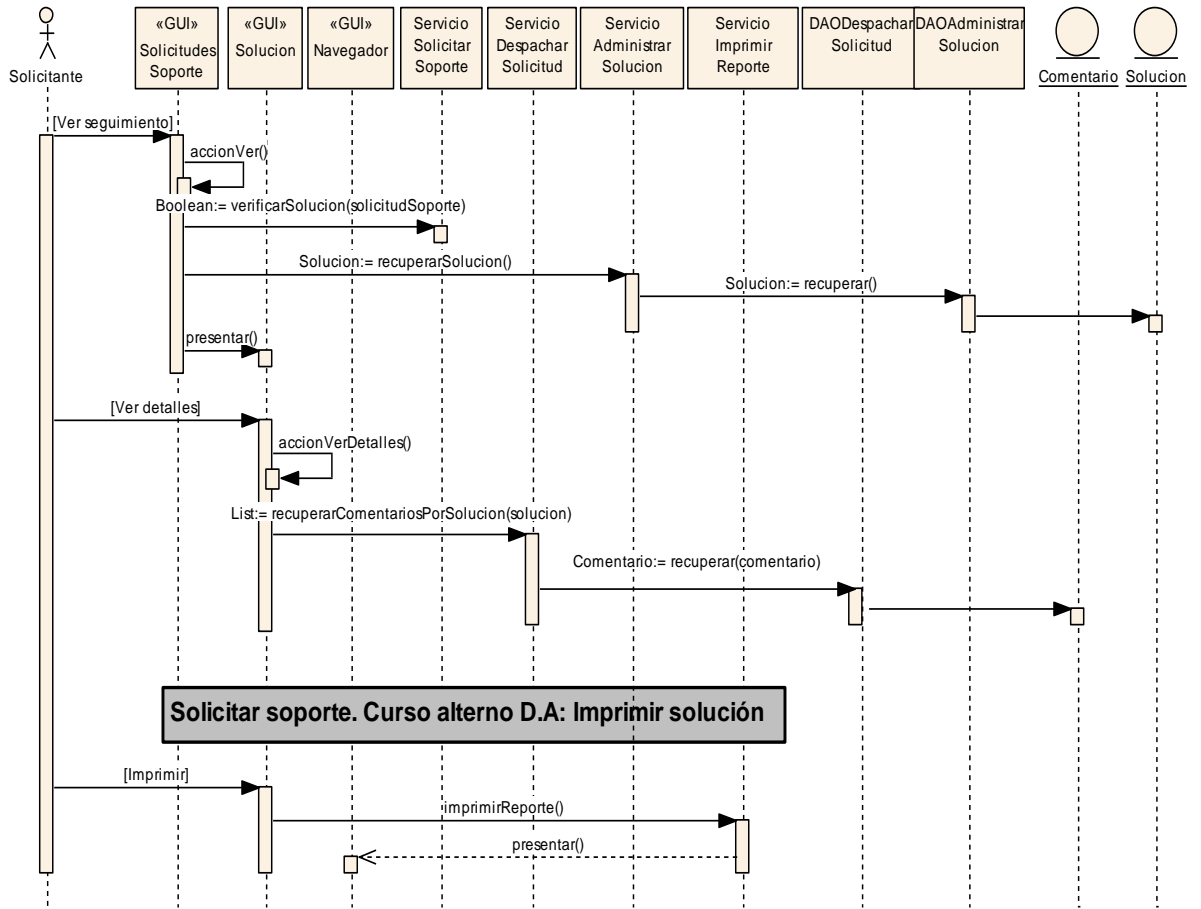 Solicitante
«GUI»
Solicitudes
Soporte
«GUI»
Solucion
«GUI»
Navegador
Servicio
Solicitar
Soporte
Servicio
Despachar
Solicitud
Servicio
Administrar
Solucion
Servicio
Imprimir
Reporte
DAODespachar
Solicitud
DAOAdministrar
Solucion
Comentario
Solucion
[Ver seguimiento]
accionVer()
Boolean:= verificarSolucion(solicitudSoporte)
Solucion:= recuperarSolucion()
Solucion:= recuperar()
presentar()
[Ver detalles]
accionVerDetalles()
List:= recuperarComentariosPorSolucion(solucion)
Comentario:= recuperar(comentario)
Solicitar soporte. Curso alterno D.A: Imprimir solución
[Imprimir]
imprimirReporte()
presentar()